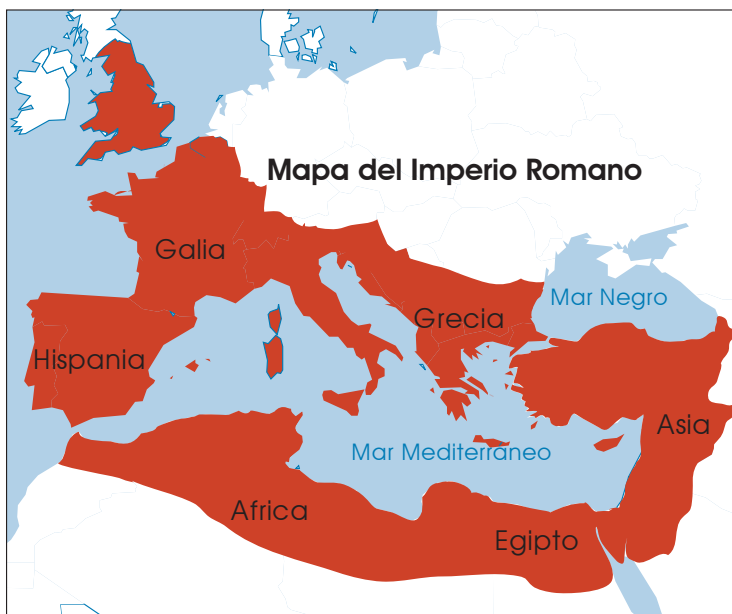 Mapa del Imperio Romano
Galia
Mar Negro
Grecia
Hispania
Asia
Mar Mediterraneo
Africa
Egipto